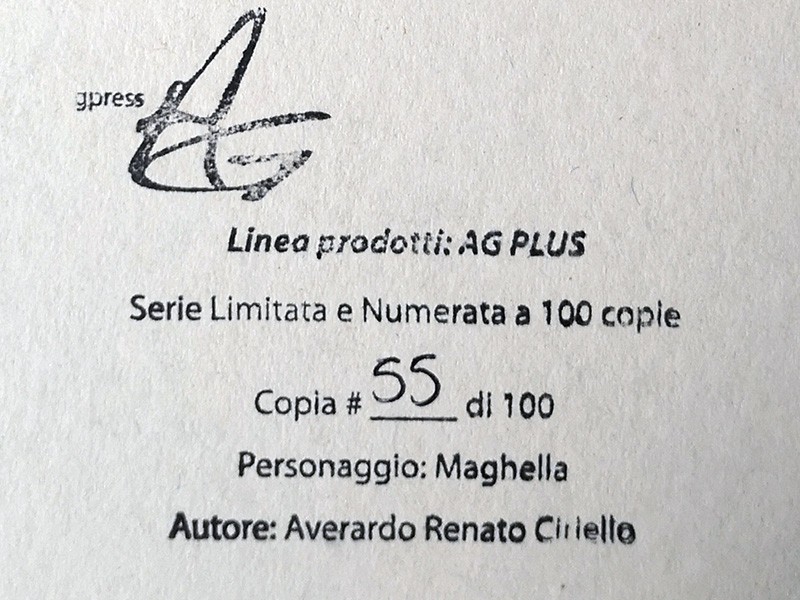 gpress
AG
Linea prodotti: AG PLUS
Serie Limitata e Numerata a 100 copie
Copia # 55 di 100
Personaggio: Maghella
Autore: Averardo Renato Ciriello